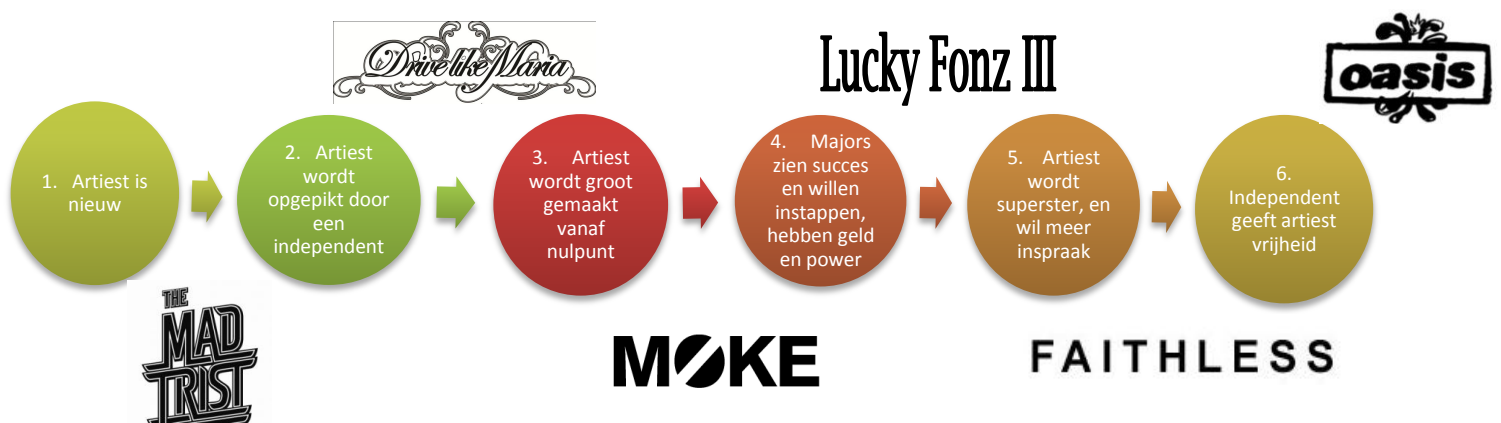 Drive like Maria
Lucky Fonz III
oasis
1. Artiest is
nieuw
2. Artiest
wordt
opgepikt door
een
independent
3. Artiest
wordt groot
gemaakt
vanaf
nulpunt
4. Majors
zien succes
en willen
instappen,
hebben geld
en power
5. Artiest
wordt
superster, en
wil meer
inspraak
6.
Independent
geeft artiest
vrijheid
THE
MAD
TRIST
MOKE
FAITHLESS